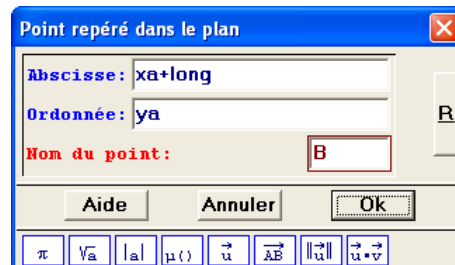 Point repéré dans le plan
Abscisse: xa+long
Ordonnée: ya
R
Nom du point: B
Aide Annuler Ok
π √a |a| μ() u⃗ AB⃗ ‖u⃗‖ u⃗•v⃗